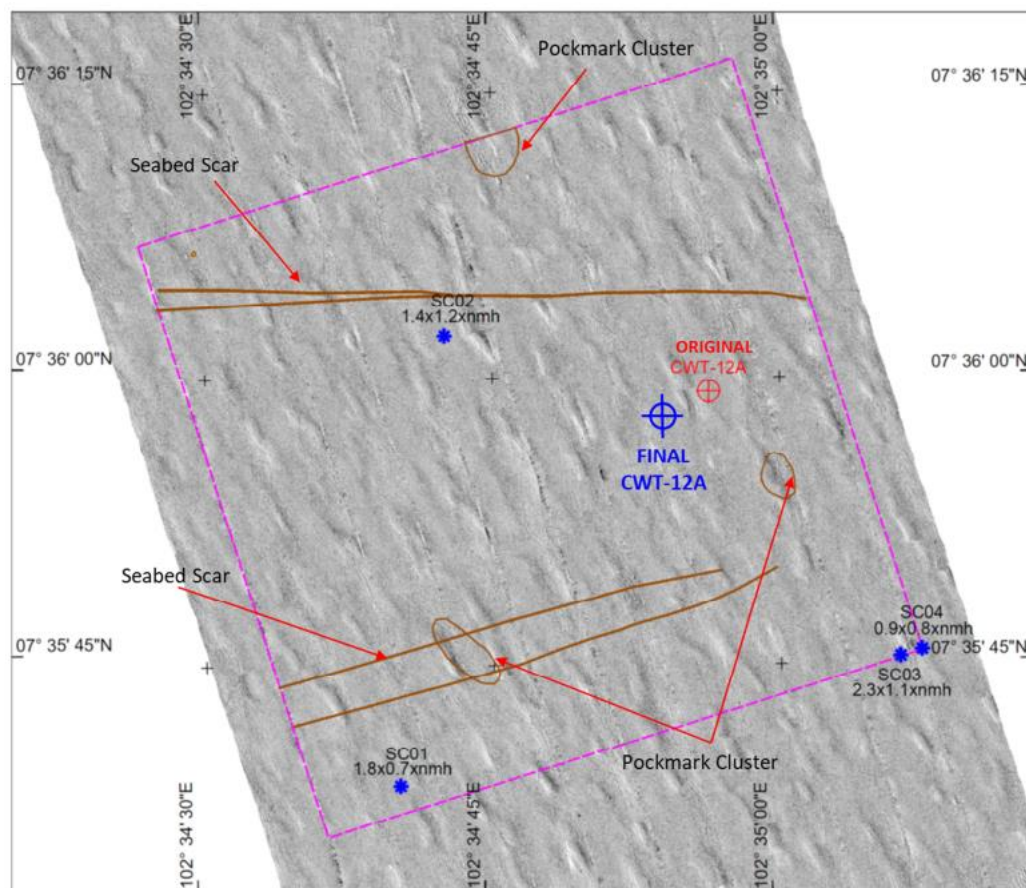 102° 34' 30"E
102° 34' 45"E
102° 35' 00"E
Pockmark Cluster
07° 36' 15"N
07° 36' 15"N
Seabed Scar
SC02
1.4x1.2xnmh
07° 36' 00"N
07° 36' 00"N
ORIGINAL
CWT-12A
FINAL
CWT-12A
Seabed Scar
SC04
0.9x0.8xnmh
07° 35' 45"N
07° 35' 45"N
SC03
2.3x1.1xnmh
SC01
1.8x0.7xnmh
Pockmark Cluster
102° 34' 30"E
102° 34' 45"E
102° 35' 00"E